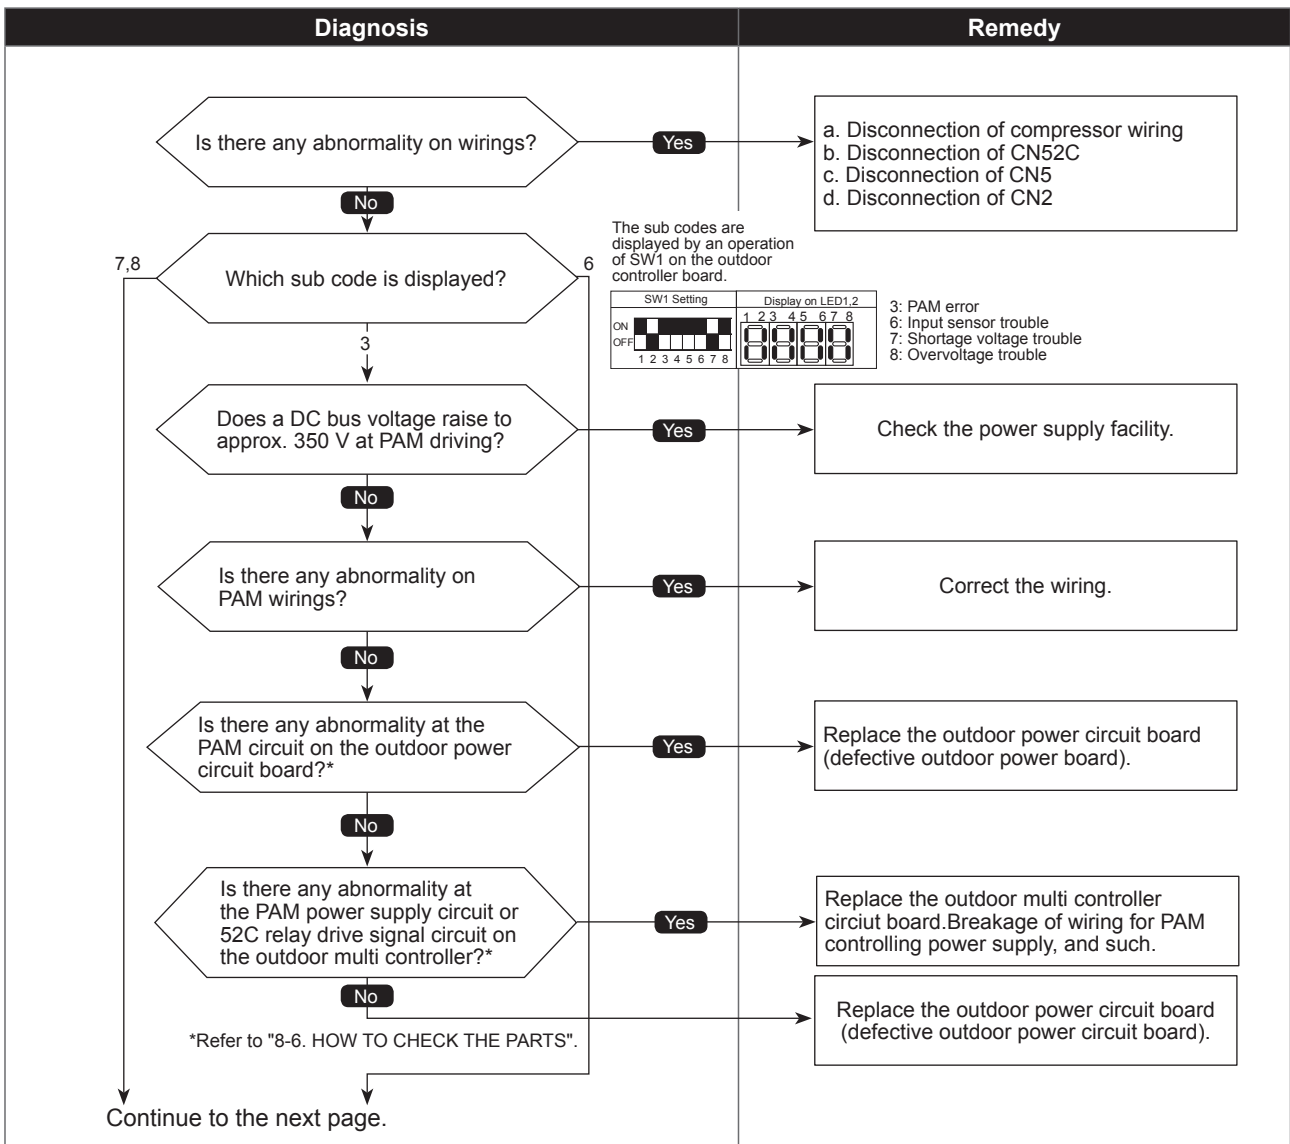 Diagnosis
Remedy
Is there any abnormality on wirings?
Yes
a. Disconnection of compressor wiring
b. Disconnection of CN52C
c. Disconnection of CN5
d. Disconnection of CN2
No
The sub codes are
displayed by an operation
of SW1 on the outdoor
controller board.
7,8
Which sub code is displayed?
6
SW1 Setting
Display on LED1,2
ON
OFF
1 2 3 4 5 6 7 8
1 2 3 4 5 6 7 8
3: PAM error
6: Input sensor trouble
7: Shortage voltage trouble
8: Overvoltage trouble
3
Does a DC bus voltage raise to
approx. 350 V at PAM driving?
Yes
Check the power supply facility.
No
Is there any abnormality on
PAM wirings?
Yes
Correct the wiring.
No
Is there any abnormality at the
PAM circuit on the outdoor power
circuit board?*
Yes
Replace the outdoor power circuit board
(defective outdoor power board).
No
Is there any abnormality at
the PAM power supply circuit or
52C relay drive signal circuit on
the outdoor multi controller?*
Yes
Replace the outdoor multi controller
circiut board.Breakage of wiring for PAM
controlling power supply, and such.
No
Replace the outdoor power circuit board
(defective outdoor power circuit board).
*Refer to "8-6. HOW TO CHECK THE PARTS".
Continue to the next page.